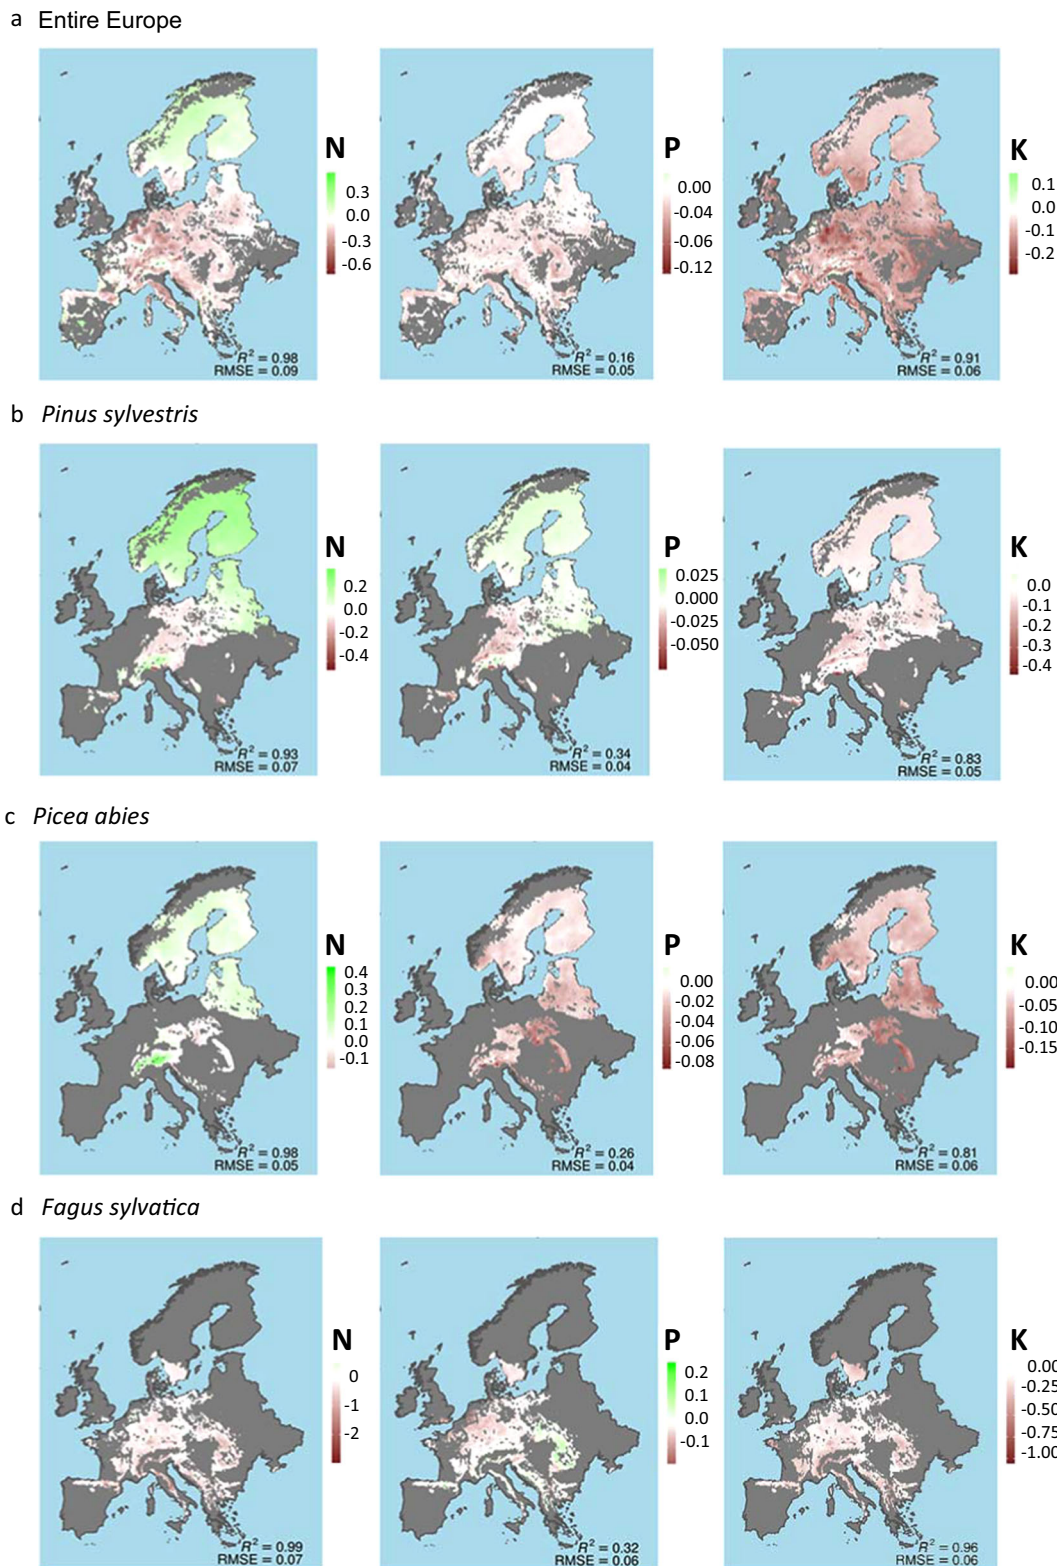 a Entire Europe
N
0.3
0.0
-0.3
-0.6
R² = 0.98
RMSE = 0.09
P
0.00
-0.04
-0.06
-0.12
R² = 0.16
RMSE = 0.05
K
0.1
0.0
-0.1
-0.2
R² = 0.91
RMSE = 0.06
b Pinus sylvestris
N
0.2
0.0
-0.2
-0.4
R² = 0.93
RMSE = 0.07
P
0.025
0.000
-0.025
-0.050
R² = 0.34
RMSE = 0.04
K
0.0
-0.1
-0.2
-0.3
-0.4
R² = 0.83
RMSE = 0.05
c Picea abies
N
0.4
0.3
0.2
0.1
0.0
-0.1
R² = 0.98
RMSE = 0.05
P
0.00
-0.02
-0.04
-0.06
-0.08
R² = 0.26
RMSE = 0.04
K
0.00
-0.05
-0.10
-0.15
R² = 0.81
RMSE = 0.06
d Fagus sylvatica
N
0
-1
-2
R² = 0.99
RMSE = 0.07
P
0.2
0.1
0.0
-0.1
R² = 0.32
RMSE = 0.06
K
0.00
-0.25
-0.50
-0.75
-1.00
R² = 0.96
RMSE = 0.06